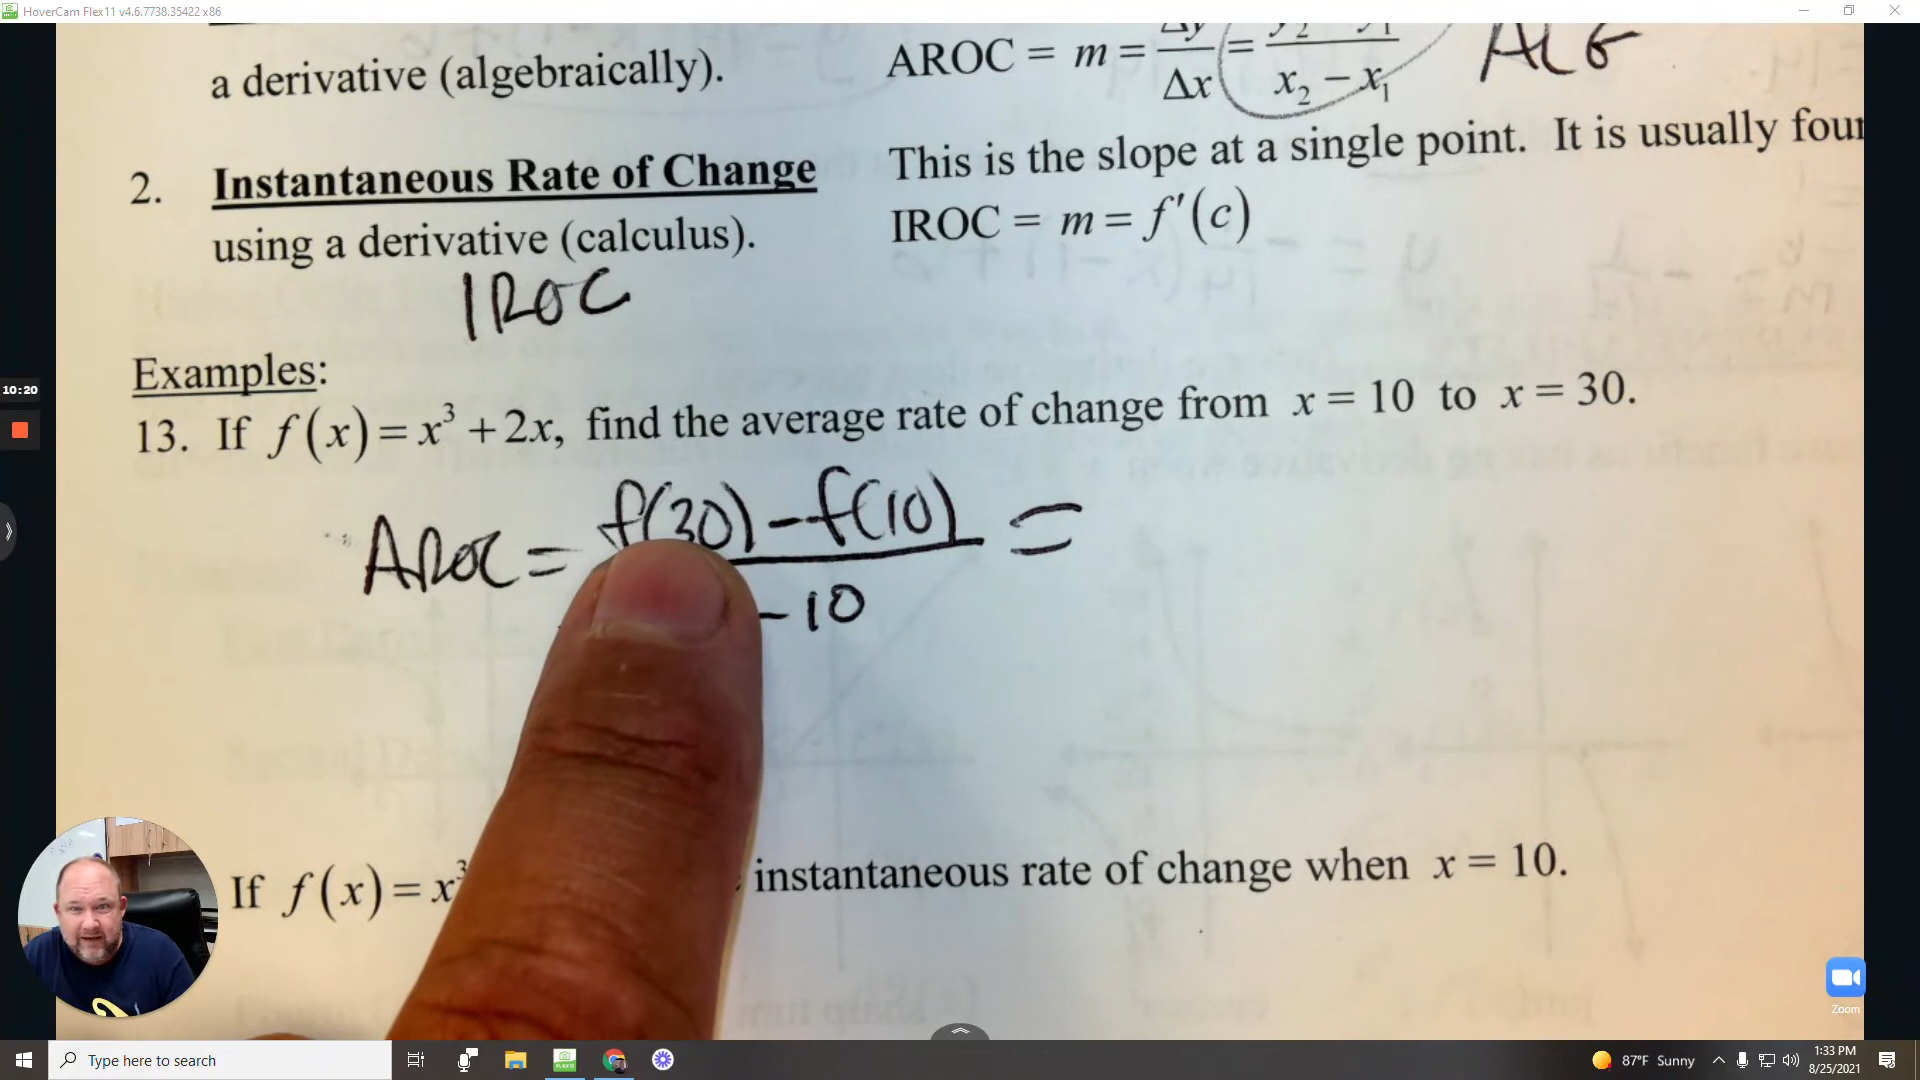 HoverCam Flex11 v4.6.7738.35422 x86
a derivative (algebraically).
AROC = m = Δy/Δx = y₂ − y₁/x₂ − x₁
ALG
2. Instantaneous Rate of Change
This is the slope at a single point. It is usually
using a derivative (calculus).
IROC = m = f′(c)
IROC
Examples:
10:20
13. If f(x) = x³ + 2x, find the average rate of change from x = 10 to x = 30.
AROC = f(30) − f(10) =
− 10
If f(x) = x³ instantaneous rate of change when x = 10.
Zoom
Type here to search
FLEX11
87°F Sunny
1:33 PM
8/25/2021